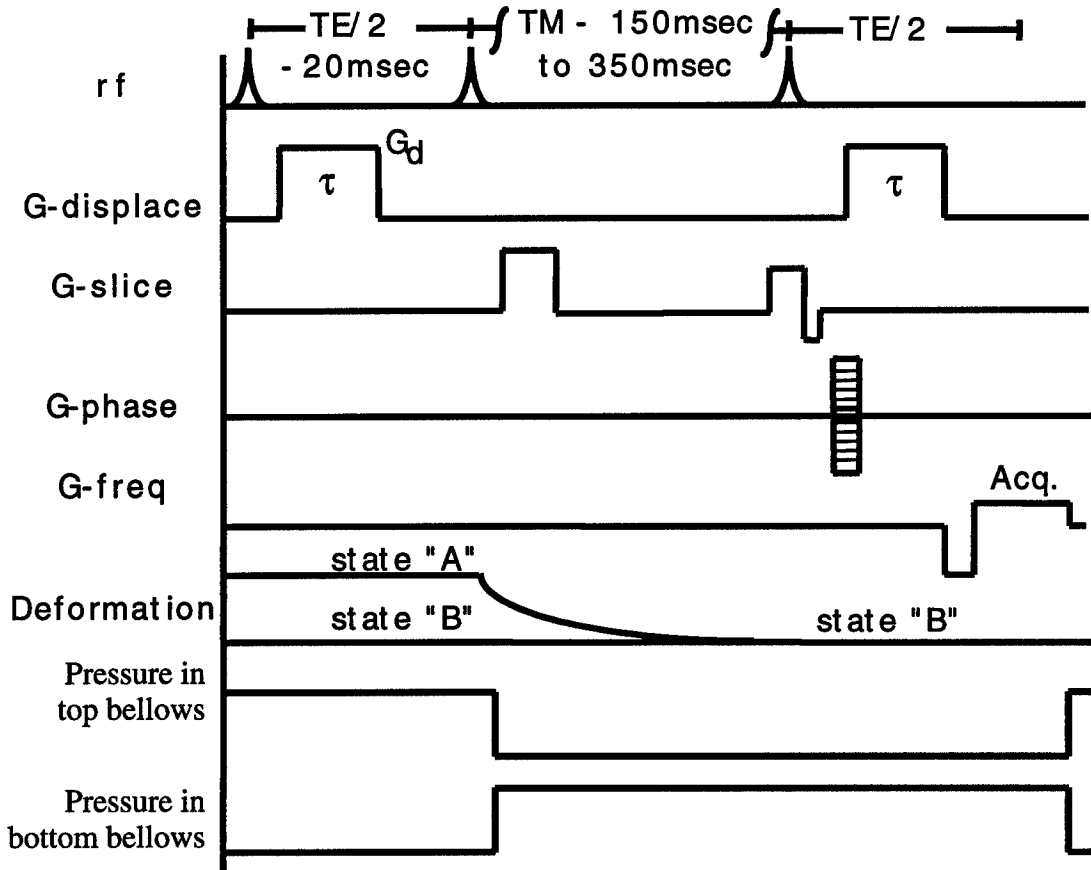 TE/2 TM - 150msec TE/2
- 20msec to 350msec
rf
Gd
τ τ
G-displace
G-slice
G-phase
G-freq
Acq.
state "A"
Deformation
state "B" state "B"
Pressure in
top bellows
Pressure in
bottom bellows